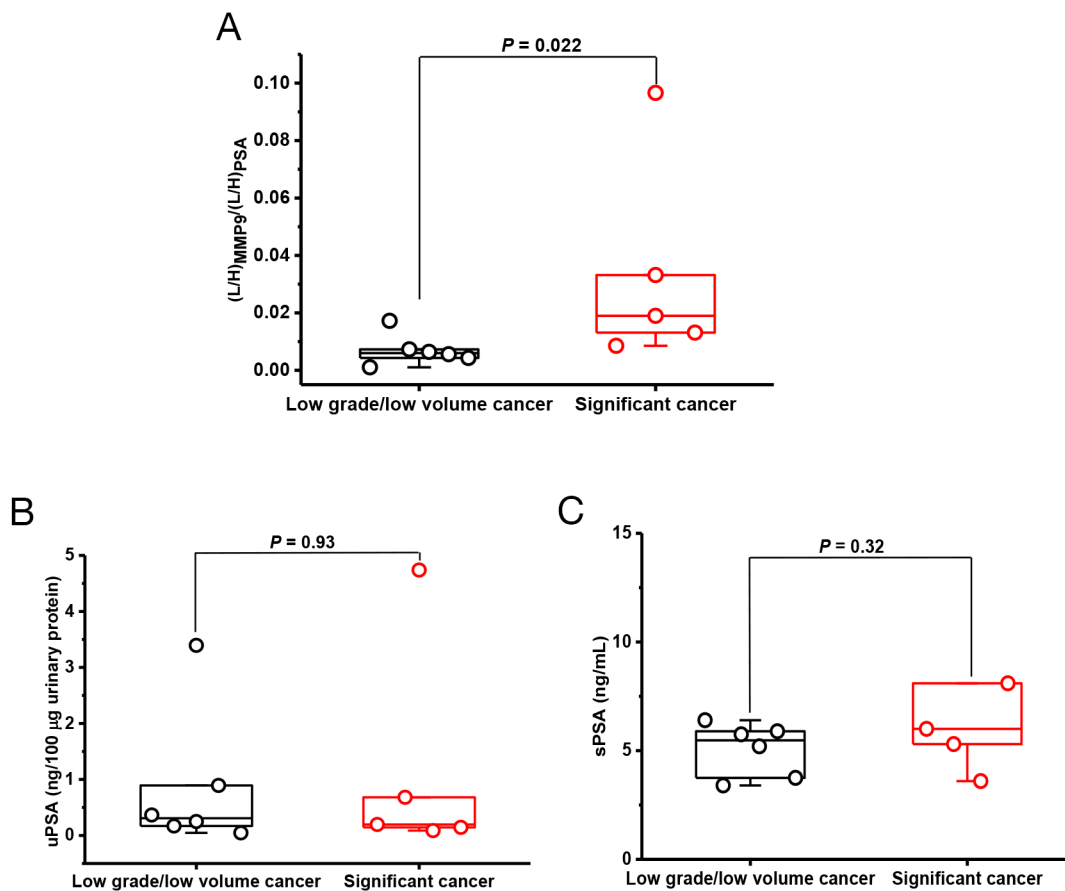 A
P = 0.022
0.10
0.08
0.06
0.04
0.02
0.00
(L/H)MMP9/(L/H)PSA
Low grade/low volume cancer
Significant cancer
B
P = 0.93
5
4
3
2
1
0
uPSA (ng/100 µg urinary protein)
Low grade/low volume cancer
Significant cancer
C
P = 0.32
15
10
5
0
sPSA (ng/mL)
Low grade/low volume cancer
Significant cancer